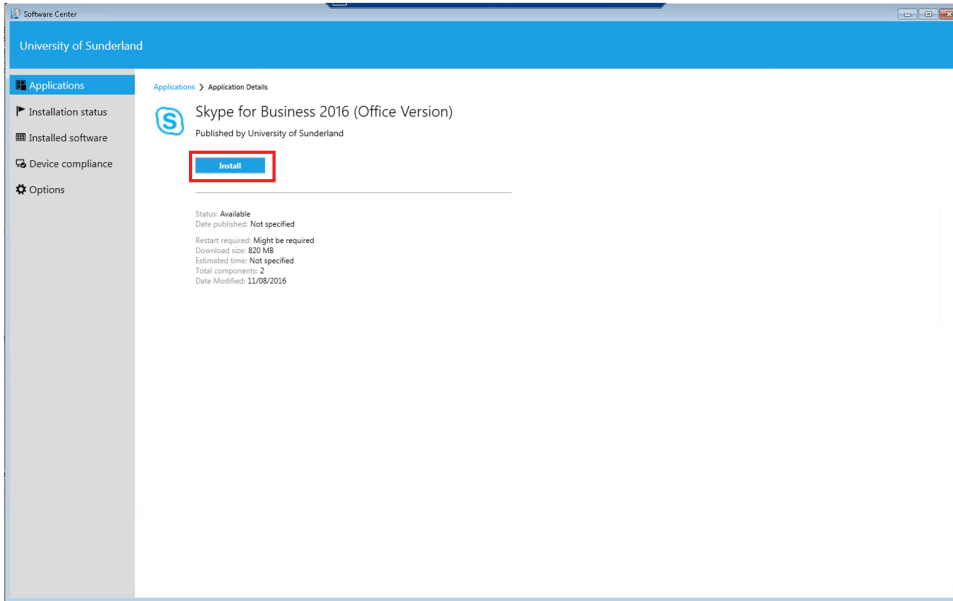 Software Center
University of Sunderland
Applications
Installation status
Installed software
Device compliance
Options
Applications > Application Details
Skype for Business 2016 (Office Version)
Published by University of Sunderland
Install
Status: Available
Date published: Not specified
Restart required: Might be required
Download size: 820 MB
Estimated time: Not specified
Total components: 2
Date Modified: 11/08/2016